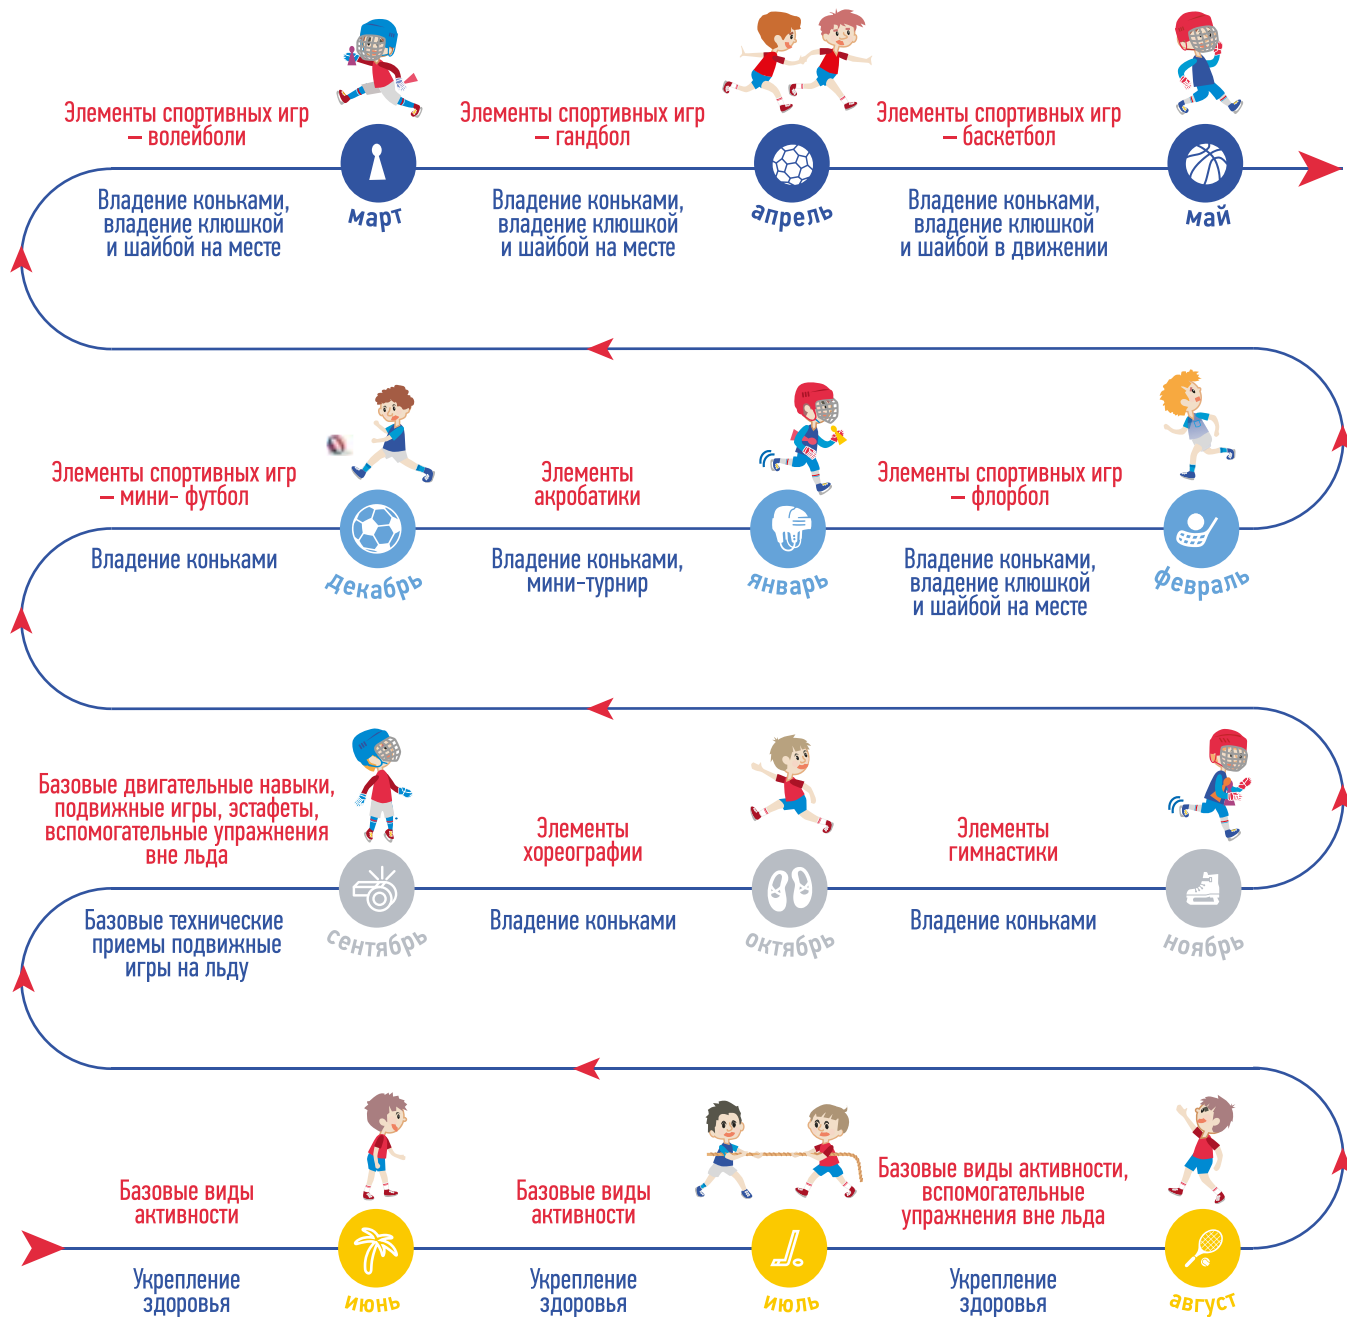 Элементы спортивных игр
– волейболи
Владение коньками,
владение клюшкой
и шайбой на месте
март
Элементы спортивных игр
– гандбол
Владение коньками,
владение клюшкой
и шайбой на месте
апрель
Элементы спортивных игр
– баскетбол
Владение коньками,
владение клюшкой
и шайбой в движении
май
Элементы спортивных игр
– мини- футбол
Владение коньками
декабрь
Элементы
акробатики
Владение коньками,
мини-турнир
январь
Элементы спортивных игр
– флорбол
Владение коньками,
владение клюшкой
и шайбой на месте
февраль
Базовые двигательные навыки,
подвижные игры, эстафеты,
вспомогательные упражнения
вне льда
Базовые технические
приемы подвижные
игры на льду
сентябрь
Элементы
хореографии
Владение коньками
октябрь
Элементы
гимнастики
Владение коньками
ноябрь
Базовые виды
активности
Укрепление
здоровья
июнь
Базовые виды
активности
Укрепление
здоровья
июль
Базовые виды активности,
вспомогательные
упражнения вне льда
Укрепление
здоровья
август